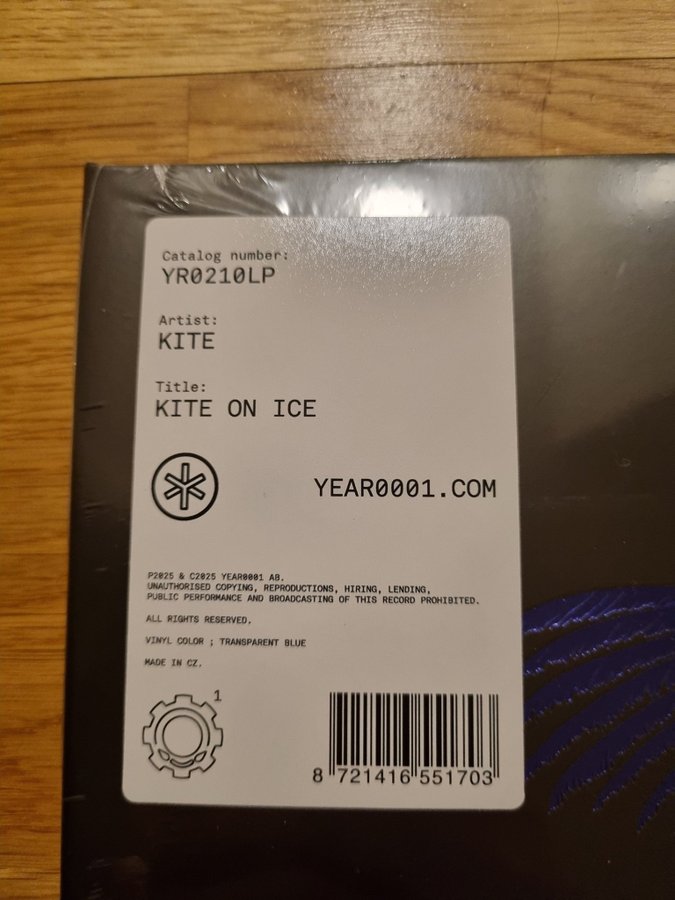 Catalog number:
YR0210LP
Artist:
KITE
Title:
KITE ON ICE
YEAR0001.COM
P2025 & C2025 YEAR0001 AB.
UNAUTHORISED COPYING, REPRODUCTIONS, HIRING, LENDING,
PUBLIC PERFORMANCE AND BROADCASTING OF THIS RECORD PROHIBITED.
ALL RIGHTS RESERVED.
VINYL COLOR ; TRANSPARENT BLUE
MADE IN CZ.
1
8 721416 551703